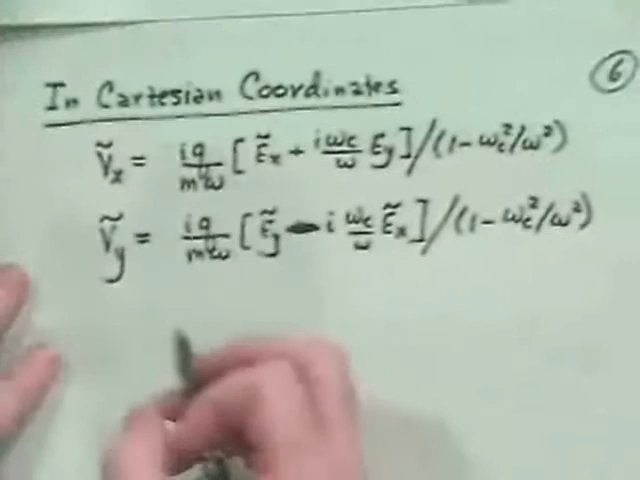 In Cartesian Coordinates
6
Ṽx = iq/mω [Ẽx + iωc/ω Ey]/(1-ωc²/ω²)
Ṽy = iq/mω [Ẽy - i ωc/ω Ẽx]/(1-ωc²/ω²)